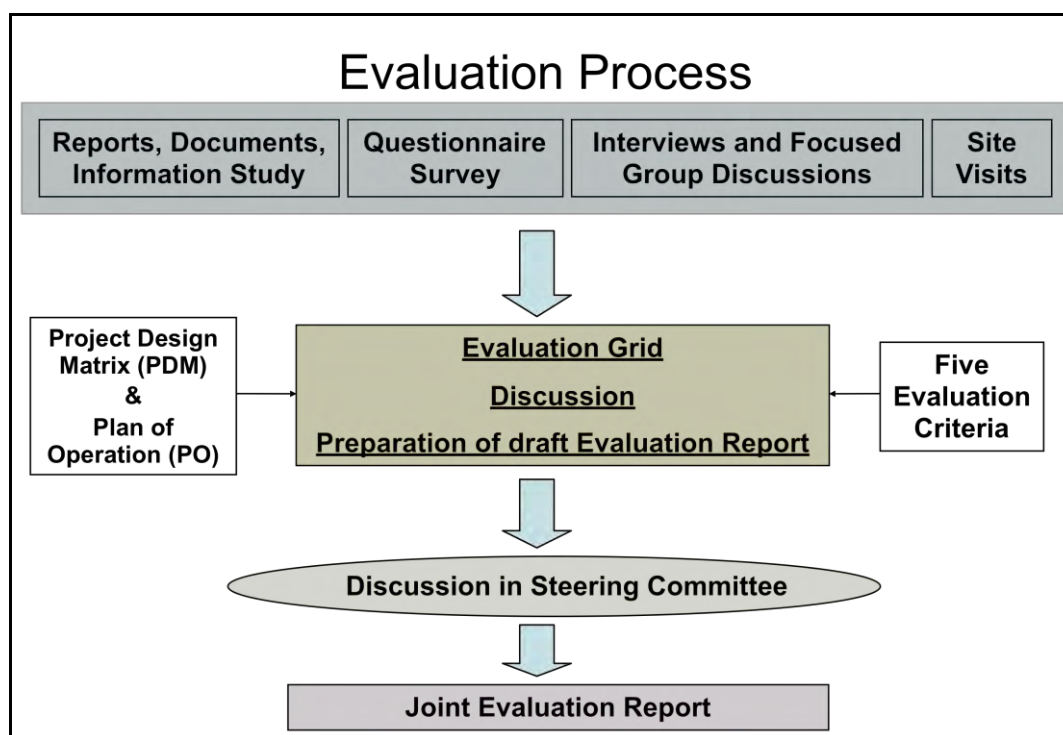 Evaluation Process
Reports, Documents,
Information Study
Questionnaire
Survey
Interviews and Focused
Group Discussions
Site
Visits
Project Design
Matrix (PDM)
&
Plan of
Operation (PO)
Evaluation Grid
Discussion
Preparation of draft Evaluation Report
Five
Evaluation
Criteria
Discussion in Steering Committee
Joint Evaluation Report